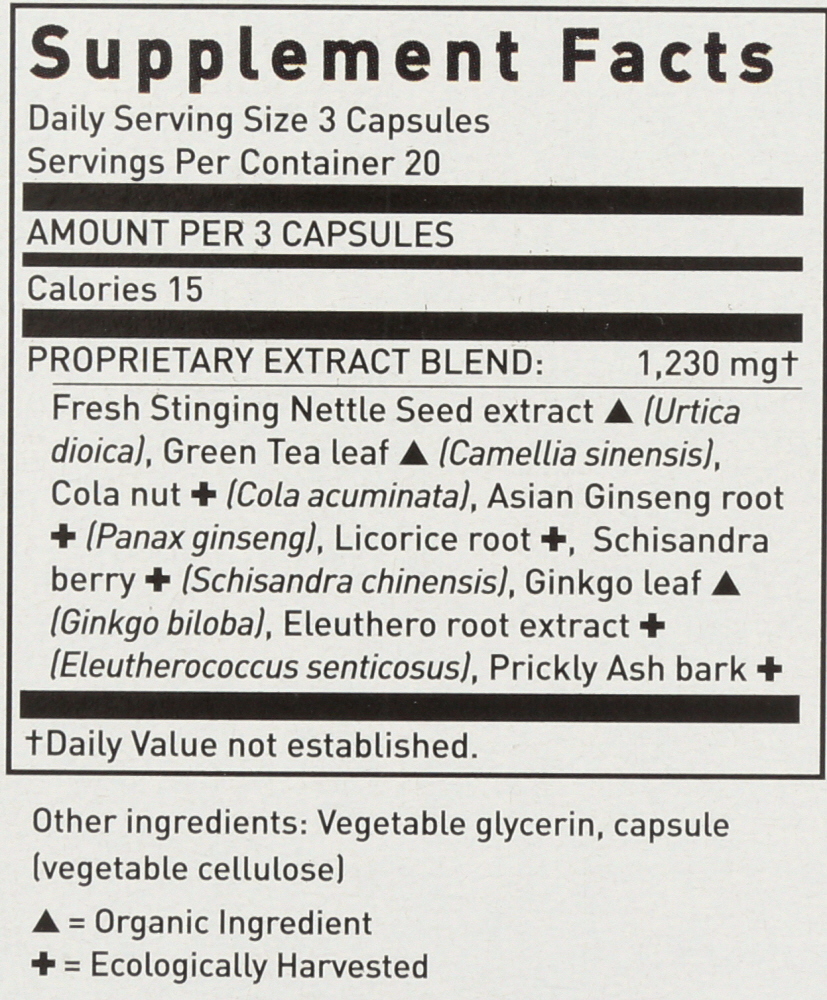 Supplement Facts
Daily Serving Size 3 Capsules
Servings Per Container 20
AMOUNT PER 3 CAPSULES
Calories 15
PROPRIETARY EXTRACT BLEND: 1,230 mg†
Fresh Stinging Nettle Seed extract ▲ (Urtica
dioica), Green Tea leaf ▲ (Camellia sinensis),
Cola nut ✚ (Cola acuminata), Asian Ginseng root
✚ (Panax ginseng), Licorice root ✚, Schisandra
berry ✚ (Schisandra chinensis), Ginkgo leaf ▲
(Ginkgo biloba), Eleuthero root extract ✚
(Eleutherococcus senticosus), Prickly Ash bark ✚
†Daily Value not established.
Other ingredients: Vegetable glycerin, capsule
(vegetable cellulose)
▲ = Organic Ingredient
✚ = Ecologically Harvested